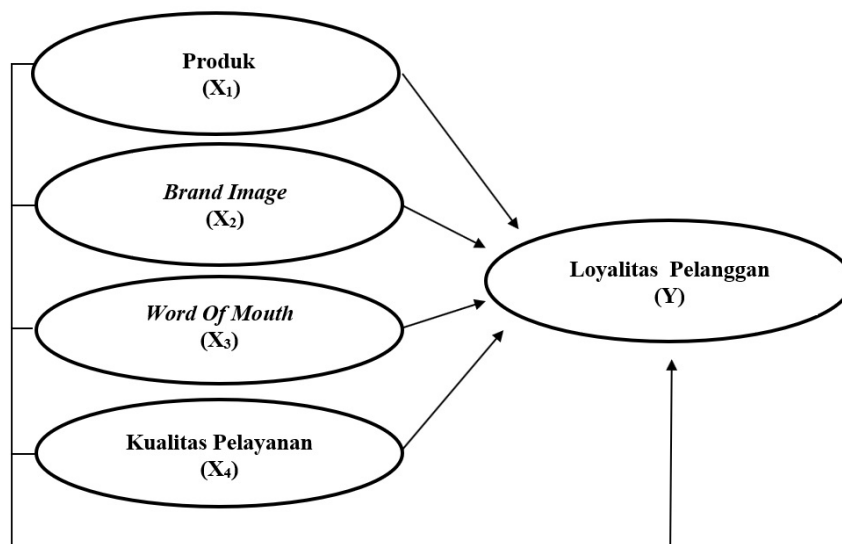 Produk
(X₁)
Brand Image
(X₂)
Word Of Mouth
(X₃)
Kualitas Pelayanan
(X₄)
Loyalitas Pelanggan
(Y)